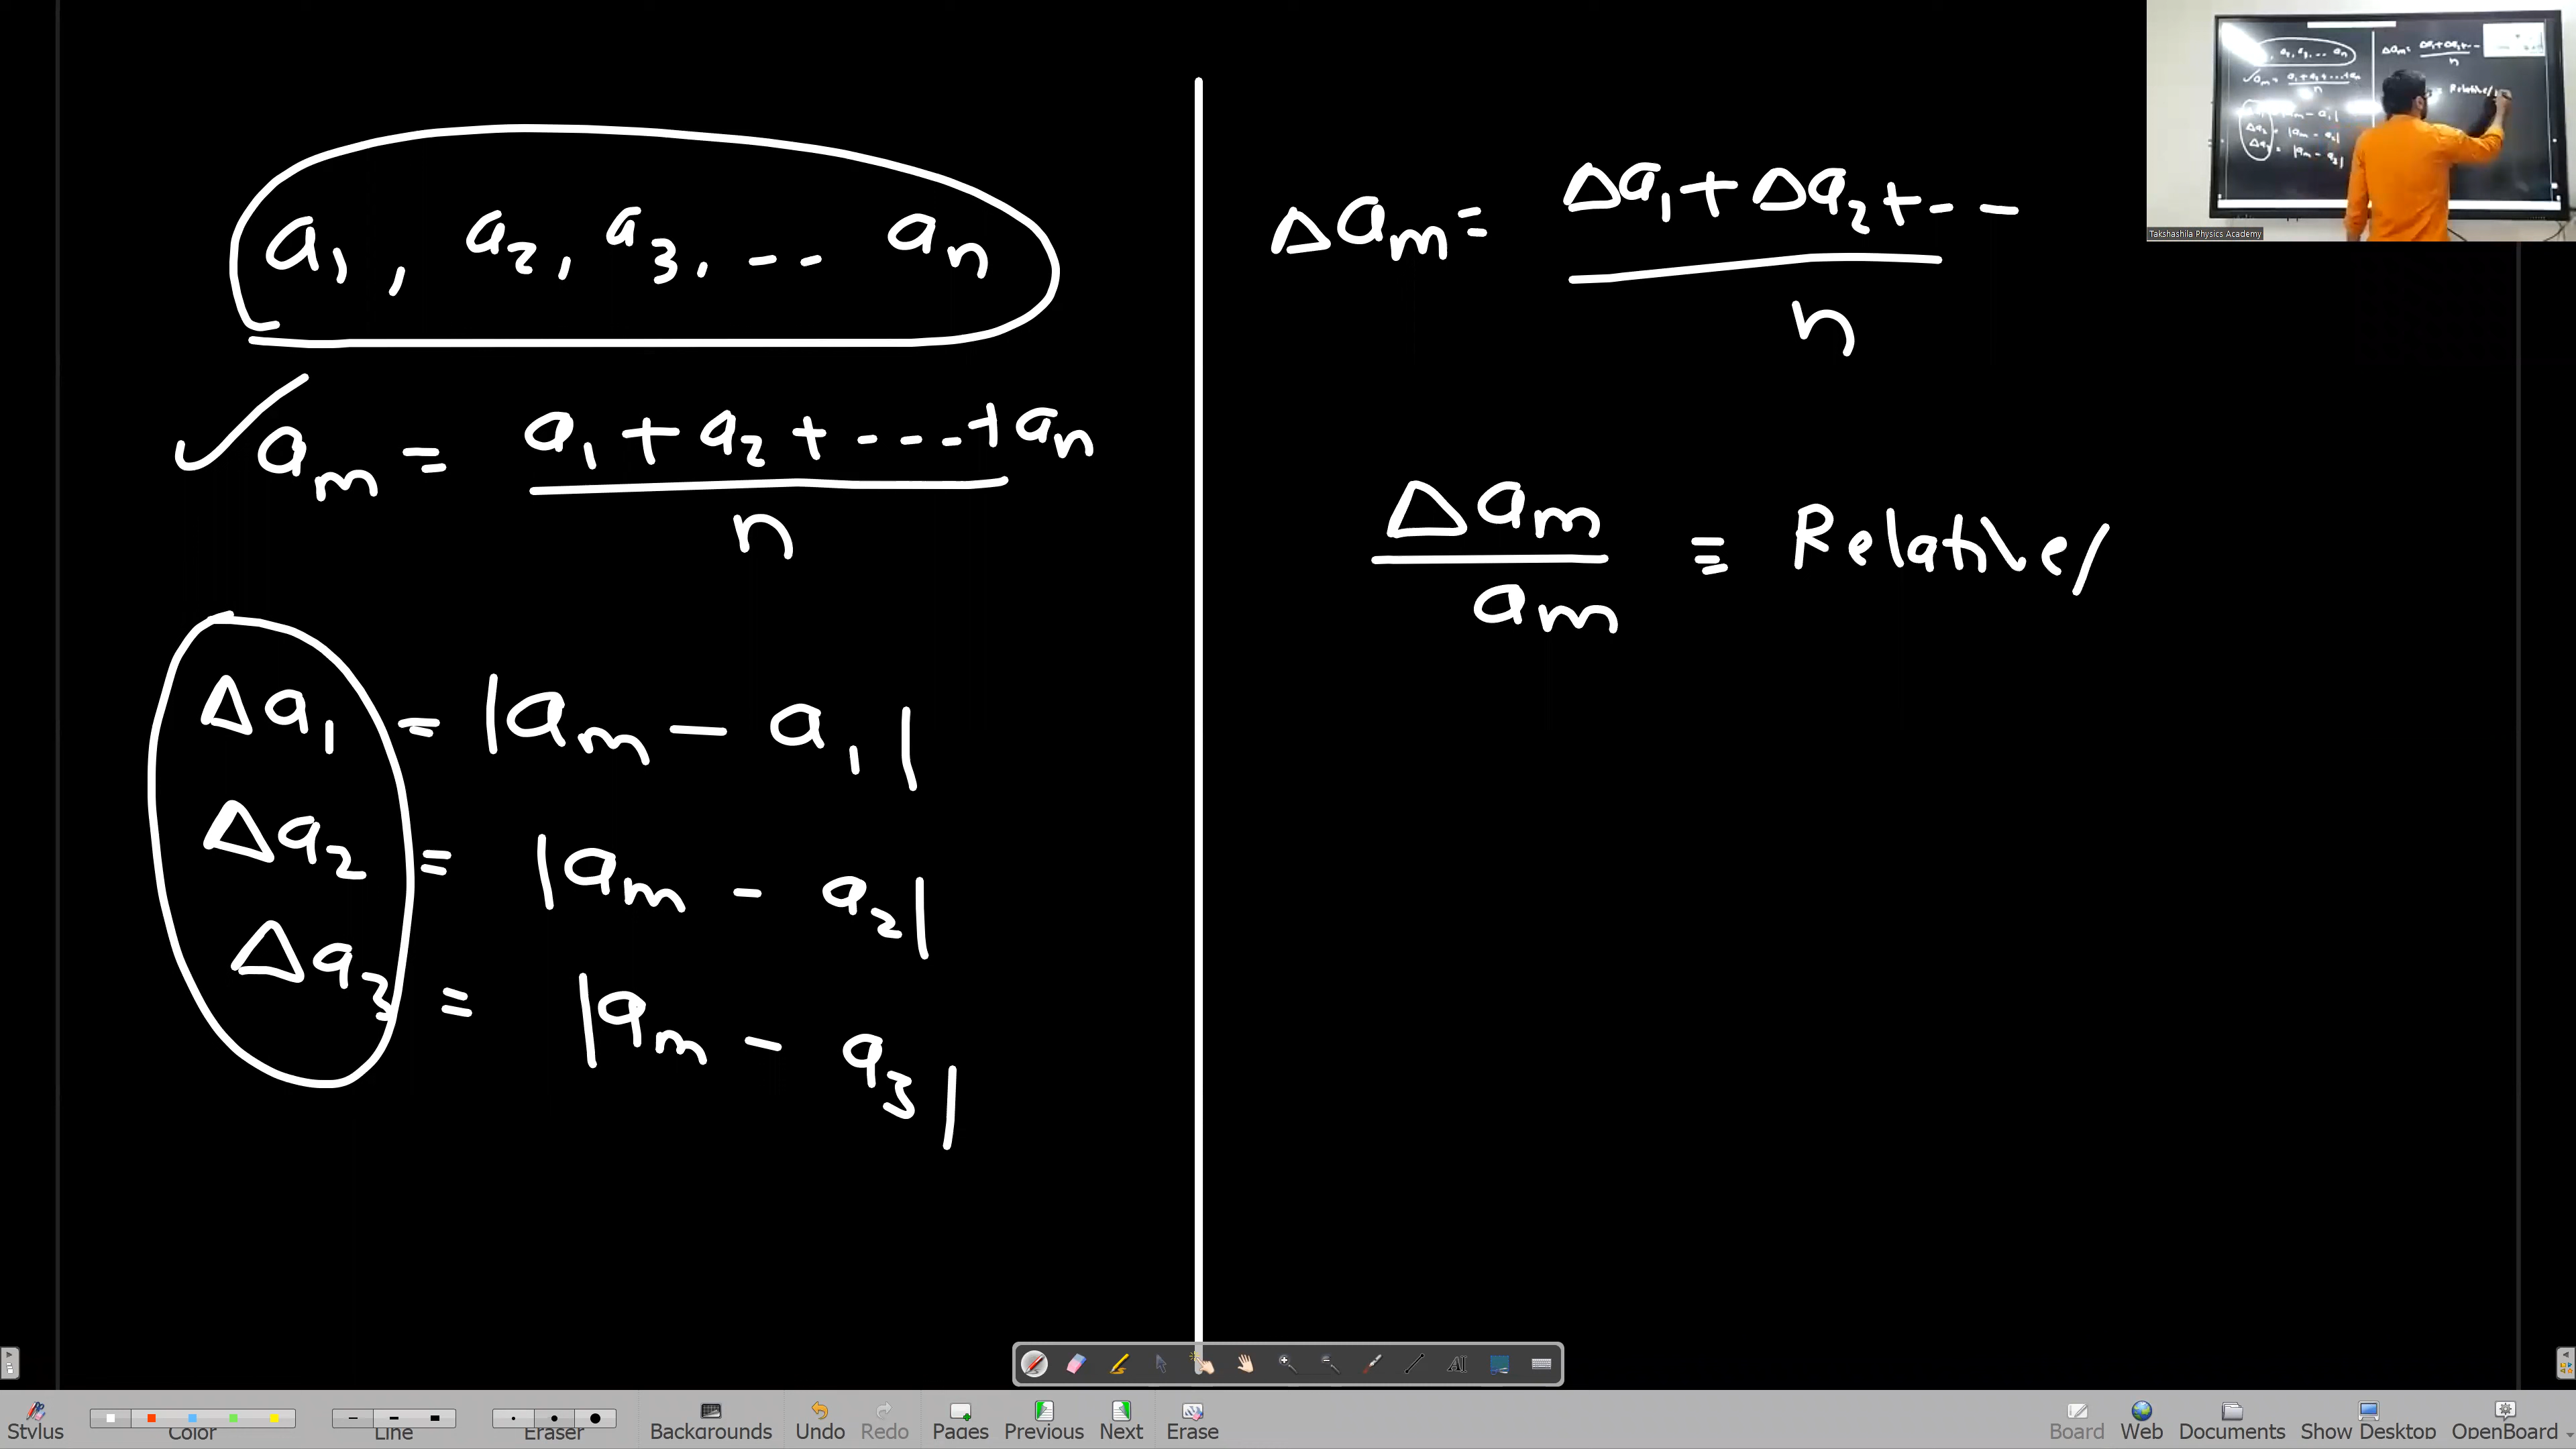 a₁, a₂, a₃, -- aₙ
✓ aₘ = (a₁ + a₂ + ---- + aₙ) / n
Δa₁ = |aₘ - a₁|
Δa₂ = |aₘ - a₂|
Δa₃ = |aₘ - a₃|
Δaₘ = (Δa₁ + Δa₂ + --) / n
Δaₘ / aₘ ≡ Relative/
Takshashila Physics Academy
Stylus Color Line Eraser Backgrounds Undo Redo Pages Previous Next Erase Board Web Documents Show Desktop OpenBoard